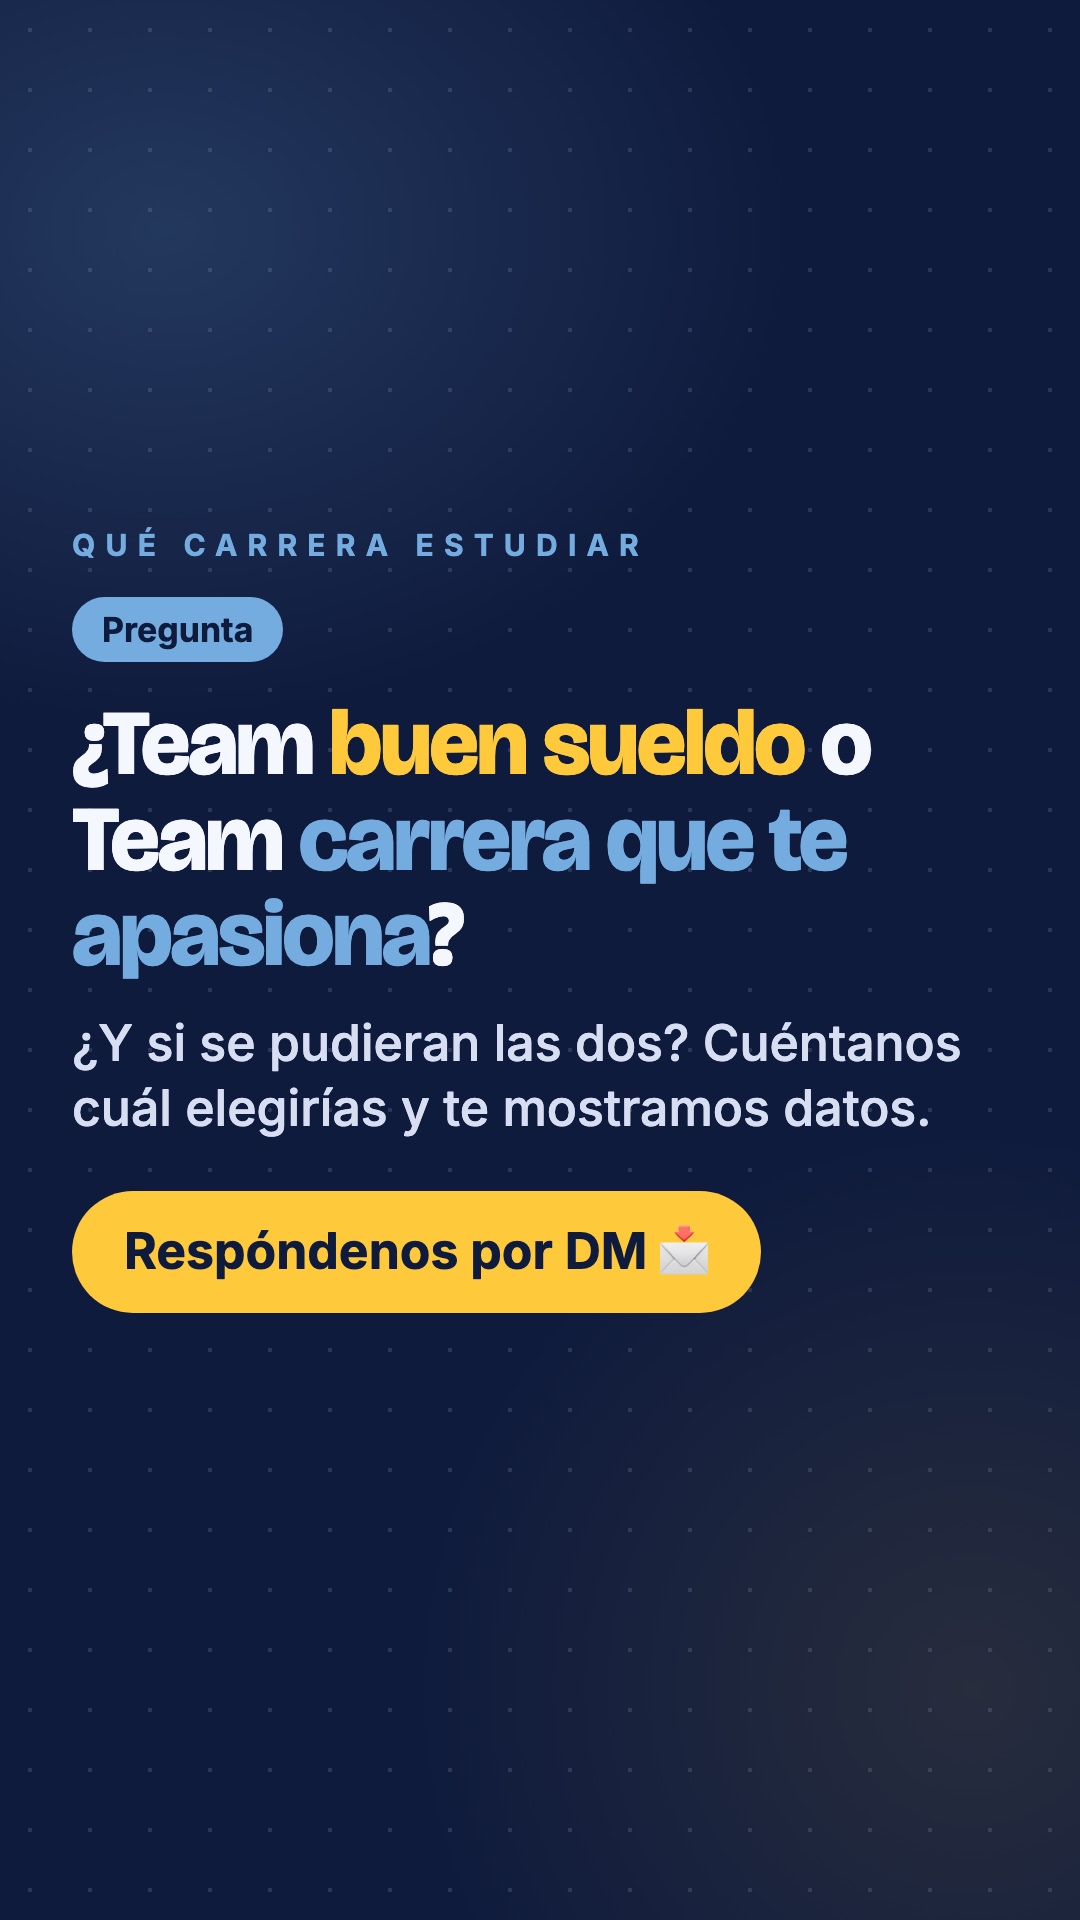 QUÉ CARRERA ESTUDIAR
Pregunta
¿Team buen sueldo o
Team carrera que te
apasiona?
¿Y si se pudieran las dos? Cuéntanos
cuál elegirías y te mostramos datos.
Respóndenos por DM 📩